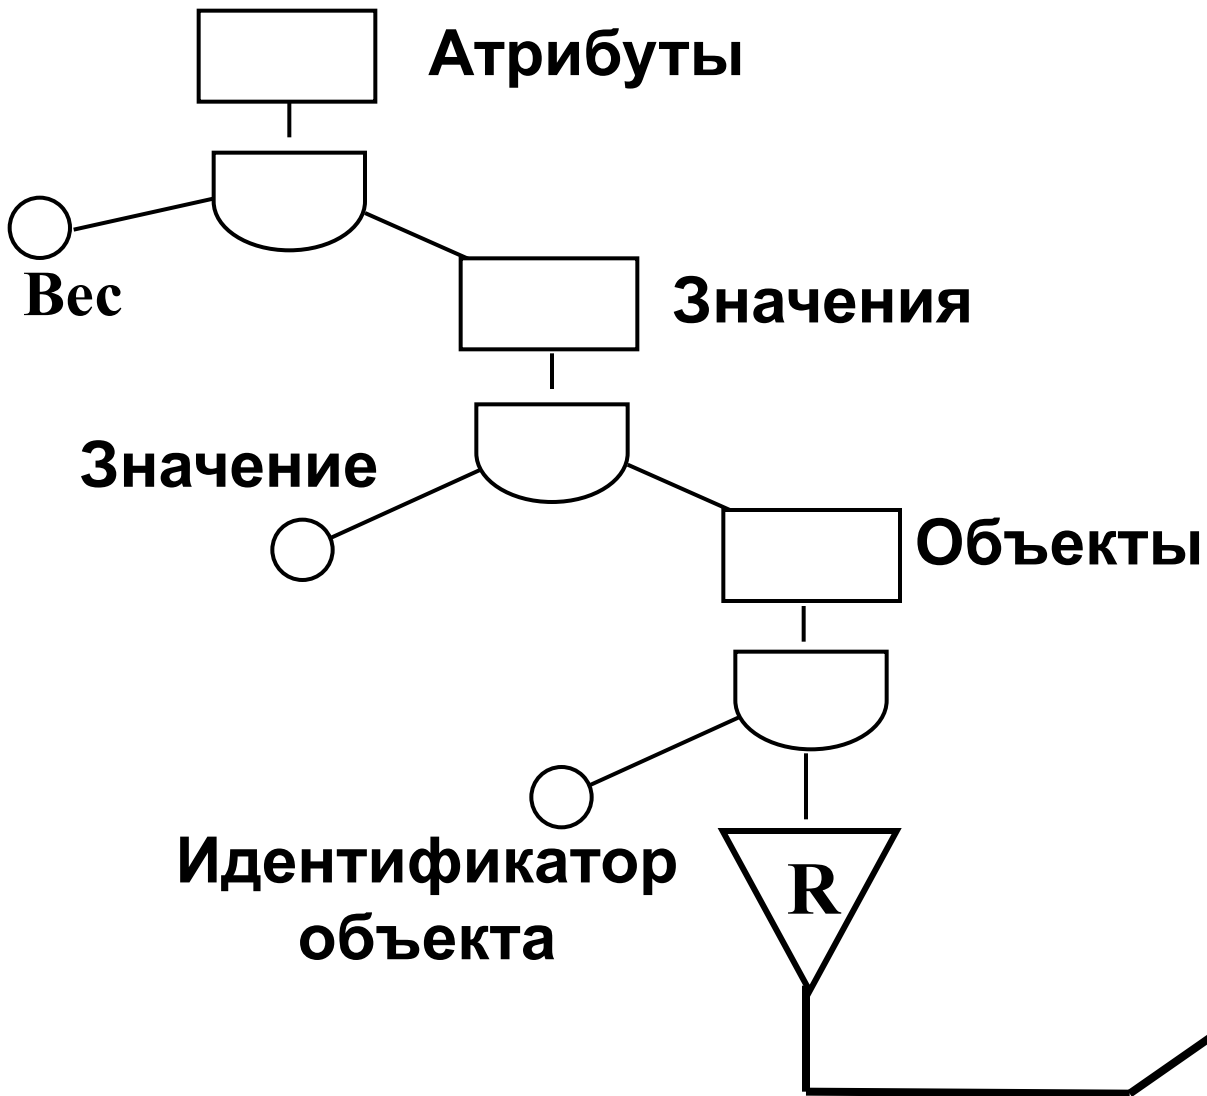 Атрибуты
Вес
Значения
Значение
Объекты
Идентификатор
объекта
R